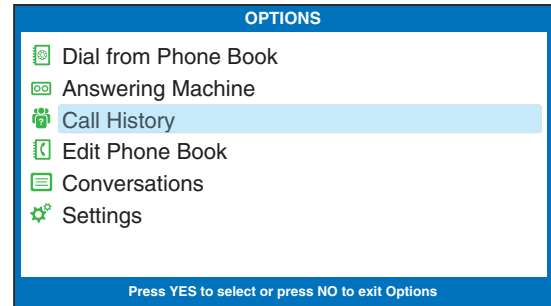 OPTIONS
Dial from Phone Book
Answering Machine
Call History
Edit Phone Book
Conversations
Settings
Press YES to select or press NO to exit Options